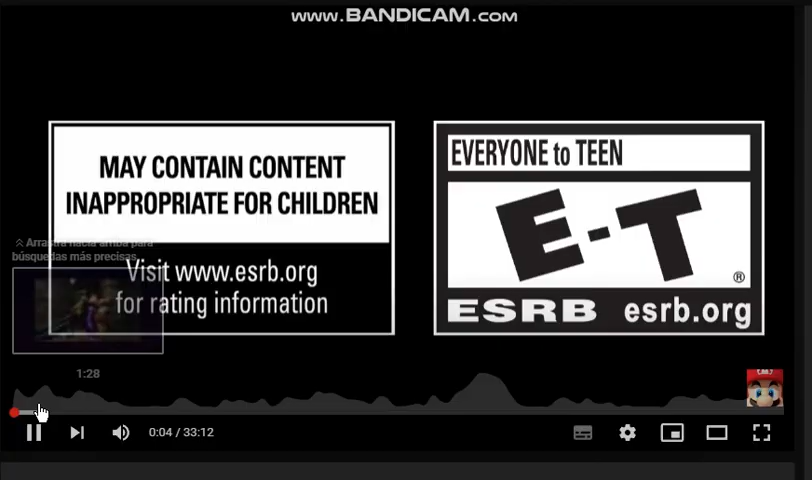 www.BANDICAM.COM
MAY CONTAIN CONTENT
INAPPROPRIATE FOR CHILDREN
Visit www.esrb.org
for rating information
EVERYONE to TEEN
E-T
®
ESRB esrb.org
Arrastra hacia arriba para
búsquedas más precisas.
1:28
0:04 / 33:12